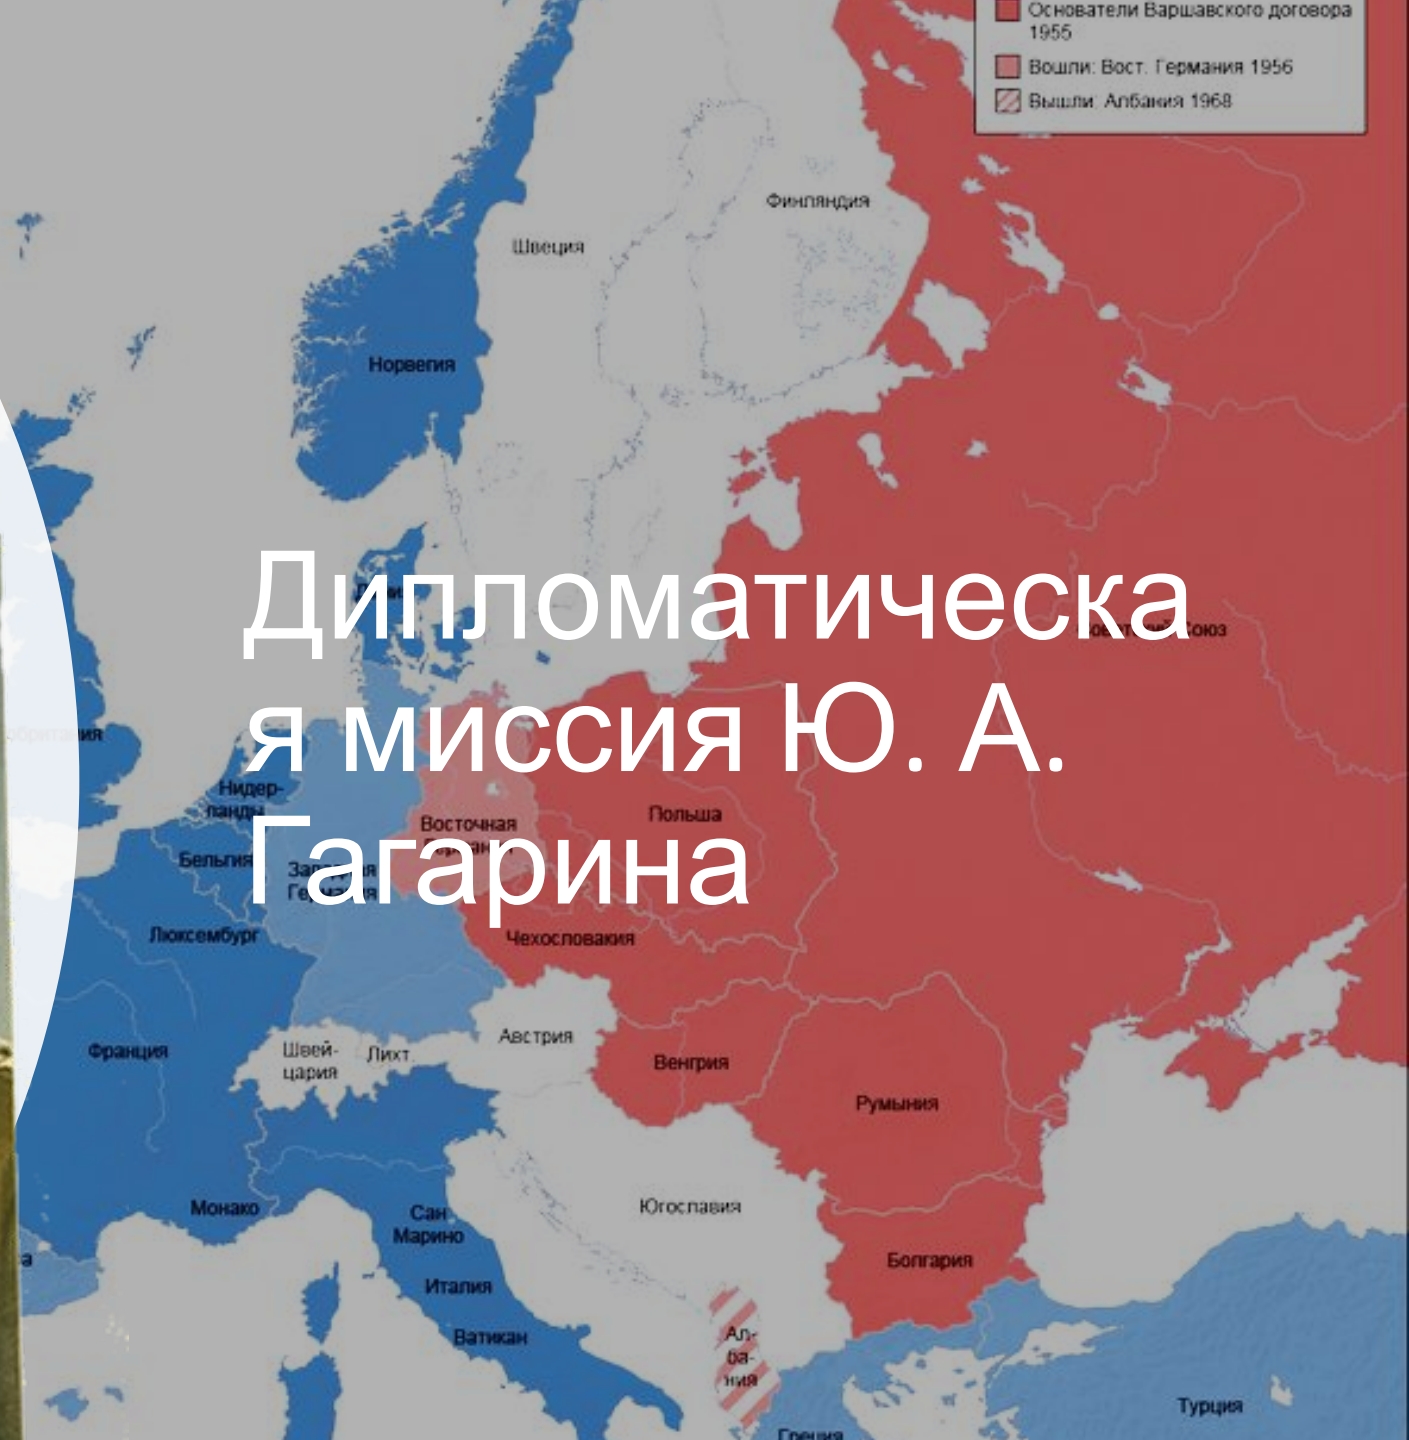 Основатели Варшавского договора
1955
Вошли: Вост. Германия 1956
Вышли: Албания 1968
Финляндия
Швеция
Норвегия
Дипломатическа
я миссия Ю. А.
Гагарина
Союз
Нидер-
ланды
Бельгия
Восточная
Польша
Люксембург
Чехословакия
Франция
Швей-
цария
Лихт.
Австрия
Венгрия
Румыния
Монако
Сан
Марино
Италия
Ватикан
Югославия
Болгария
Ал-
ба-
ния
Турция
Греция